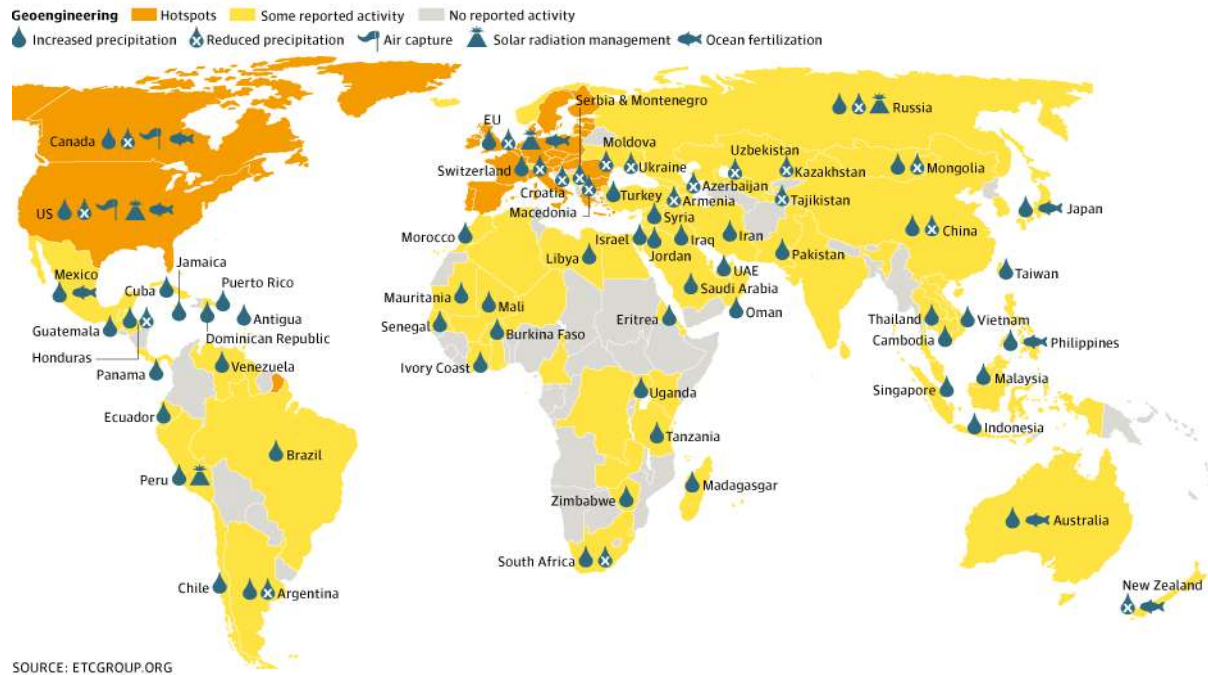 Geoengineering Hotspots Some reported activity No reported activity
Increased precipitation Reduced precipitation Air capture Solar radiation management Ocean fertilization
Serbia & Montenegro
Russia
EU
Canada
Moldova
Uzbekistan
Switzerland
Ukraine
Kazakhstan
Mongolia
Croatia
Azerbaijan
Turkey
Armenia
Tajikistan
US
Macedonia
Japan
Syria
China
Morocco
Israel
Iraq
Iran
Jamaica
Libya
Jordan
Pakistan
Mexico
UAE
Taiwan
Puerto Rico
Cuba
Saudi Arabia
Mauritania
Mali
Oman
Antigua
Thailand
Vietnam
Guatemala
Senegal
Burkina Faso
Eritrea
Dominican Republic
Cambodia
Philippines
Honduras
Venezuela
Ivory Coast
Panama
Malaysia
Singapore
Uganda
Ecuador
Indonesia
Tanzania
Brazil
Peru
Madagasgar
Zimbabwe
Australia
South Africa
New Zealand
Chile
Argentina
SOURCE: ETCGROUP.ORG